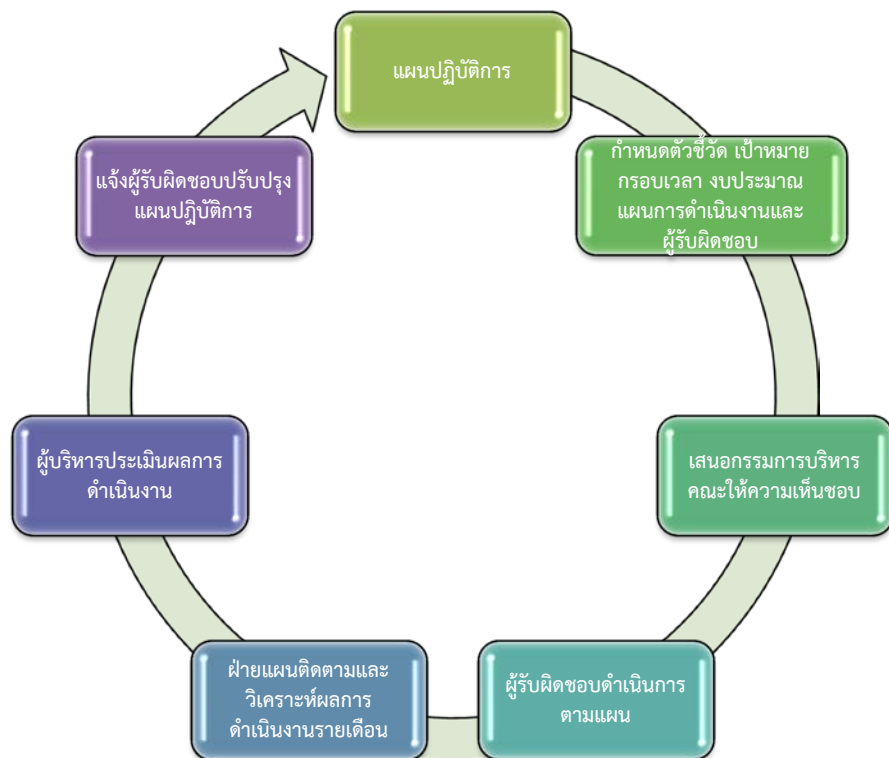 แผนปฏิบัติการ
กำหนดตัวชี้วัด เป้าหมาย
กรอบเวลา งบประมาณ
แผนการดำเนินงานและ
ผู้รับผิดชอบ
เสนอกรรมการบริหาร
คณะให้ความเห็นชอบ
ผู้รับผิดชอบดำเนินการ
ตามแผน
ฝ่ายแผนติดตามและ
วิเคราะห์ผลการ
ดำเนินงานรายเดือน
ผู้บริหารประเมินผลการ
ดำเนินงาน
แจ้งผู้รับผิดชอบปรับปรุง
แผนปฎิบัติการ